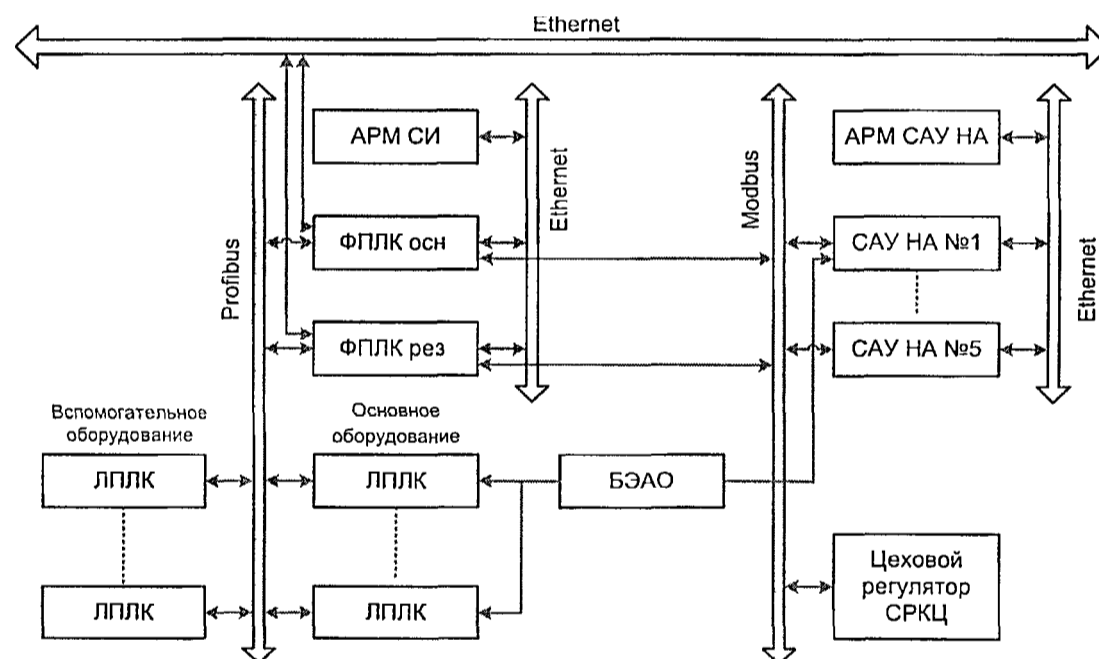 Ethernet
АРМ СИ
АРМ САУ НА
Ethernet
Modbus
Profibus
ФПЛК осн
САУ НА №1
Ethernet
ФПЛК рез
САУ НА №5
Вспомогательное
оборудование
Основное
оборудование
ЛПЛК
ЛПЛК
БЭАО
ЛПЛК
ЛПЛК
Цеховой
регулятор
СРКЦ